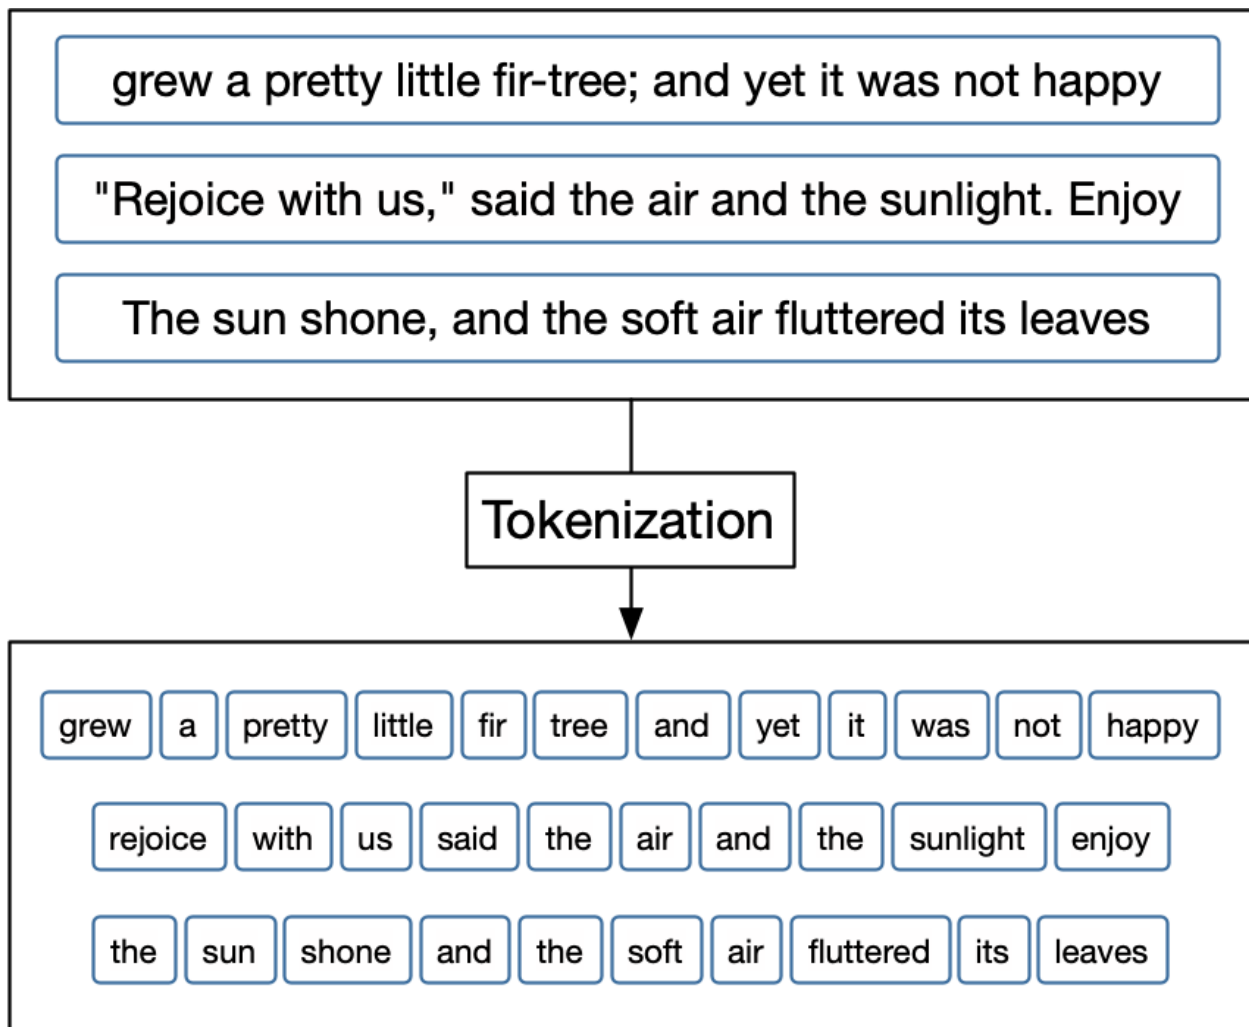 grew a pretty little fir-tree; and yet it was not happy
"Rejoice with us," said the air and the sunlight. Enjoy
The sun shone, and the soft air fluttered its leaves
Tokenization
grew a pretty little fir tree and yet it was not happy
rejoice with us said the air and the sunlight enjoy
the sun shone and the soft air fluttered its leaves